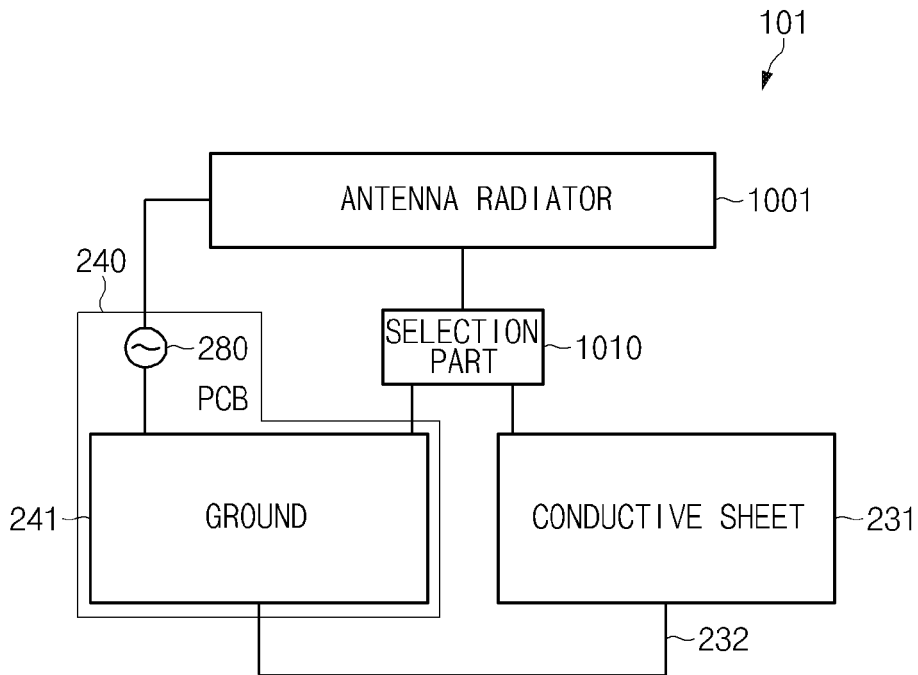 101
ANTENNA RADIATOR
1001
240
280
SELECTION
PART
1010
PCB
241
GROUND
CONDUCTIVE SHEET
231
232